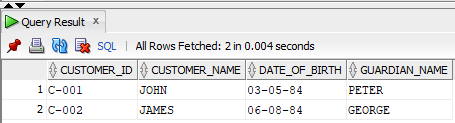 Query Result x
SQL | All Rows Fetched: 2 in 0.004 seconds
CUSTOMER_ID CUSTOMER_NAME DATE_OF_BIRTH GUARDIAN_NAME
1 C-001 JOHN 03-05-84 PETER
2 C-002 JAMES 06-08-84 GEORGE